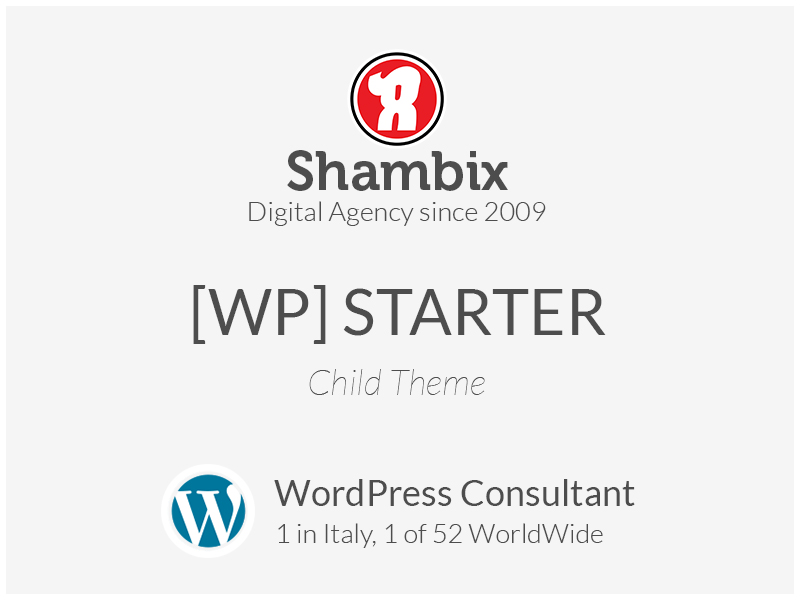 Shambix
Digital Agency since 2009
[WP] STARTER
Child Theme
WordPress Consultant
1 in Italy, 1 of 52 WorldWide